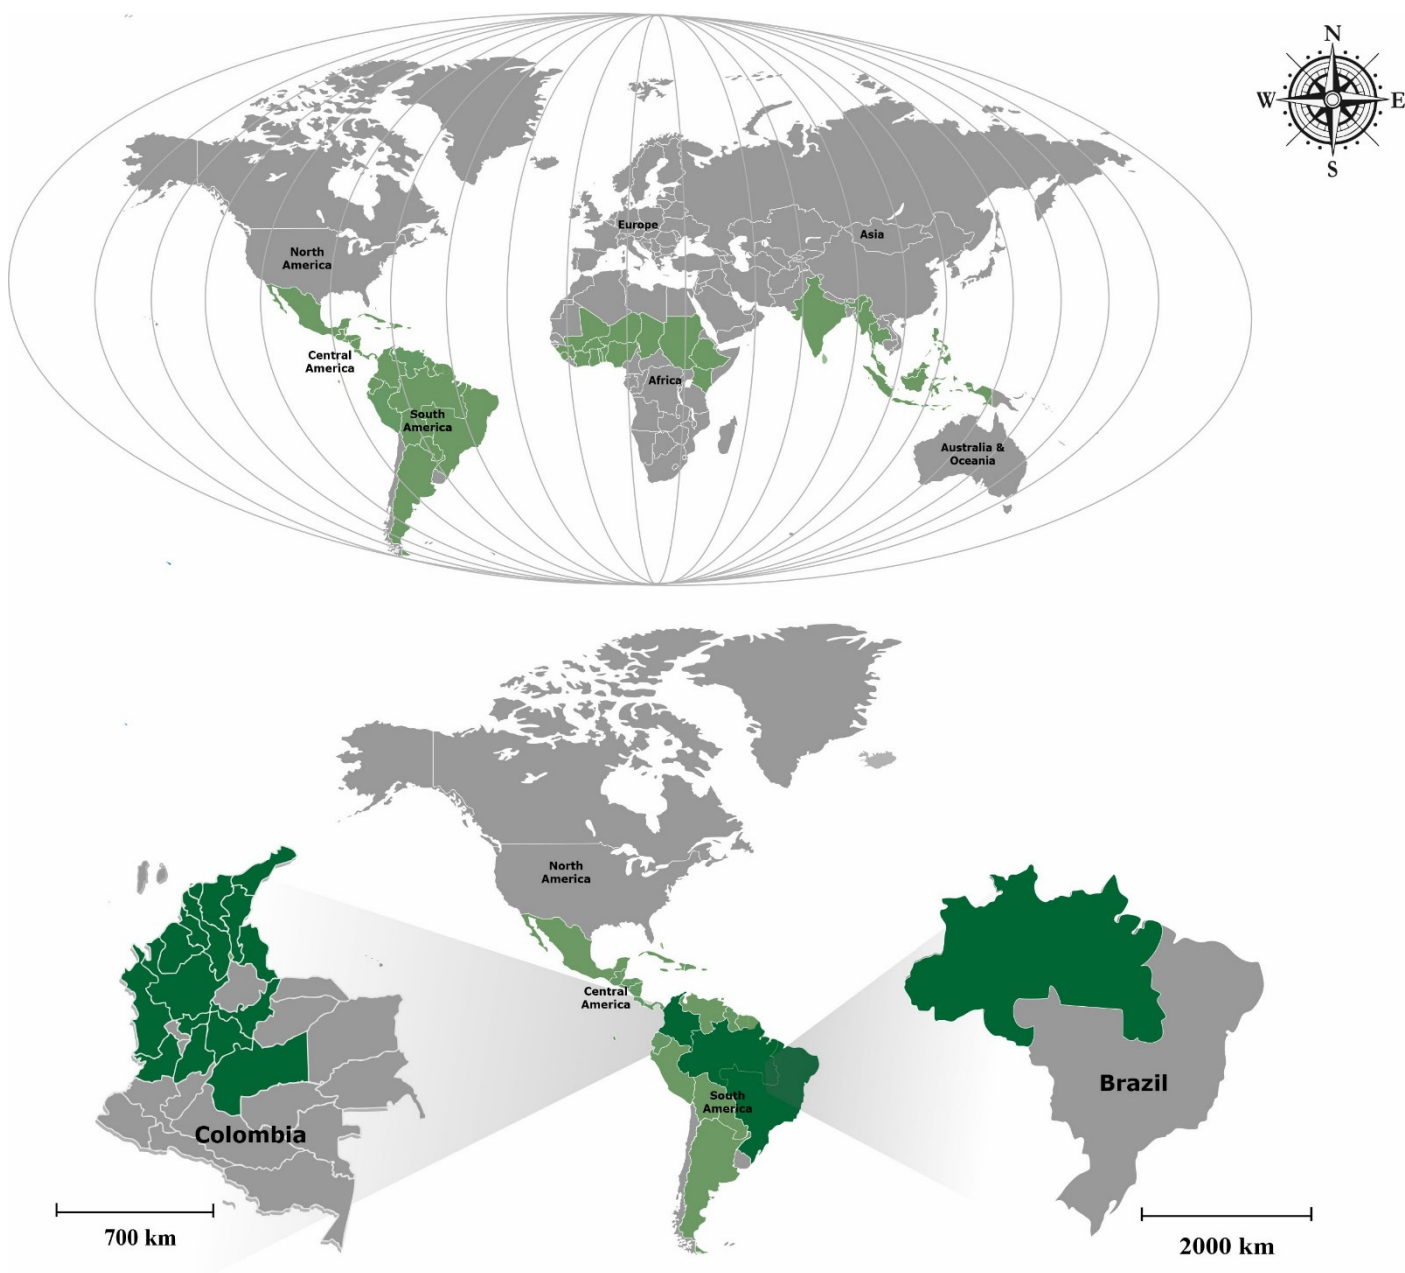 N
W
E
S
Europe
Asia
North
America
Central
America
Africa
South
America
Australia &
Oceania
North
America
Central
America
South
America
Colombia
Brazil
700 km
2000 km